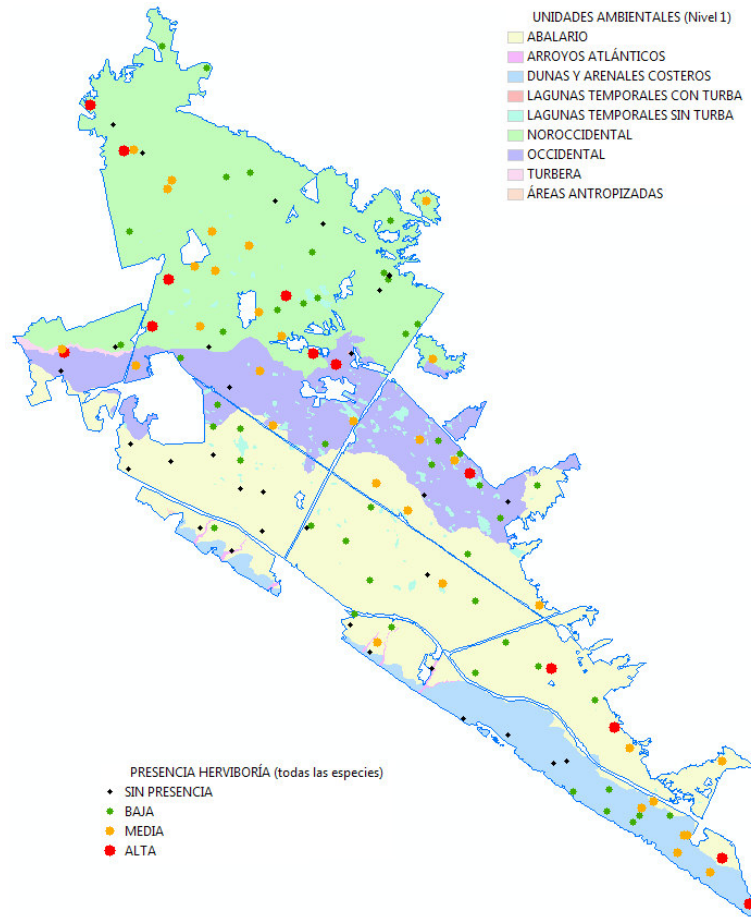 UNIDADES AMBIENTALES (Nivel 1)
ABALARIO
ARROYOS ATLÁNTICOS
DUNAS Y ARENALES COSTEROS
LAGUNAS TEMPORALES CON TURBA
LAGUNAS TEMPORALES SIN TURBA
NOROCCIDENTAL
OCCIDENTAL
TURBERA
ÁREAS ANTROPIZADAS
PRESENCIA HERVIBORÍA (todas las especies)
SIN PRESENCIA
BAJA
MEDIA
ALTA